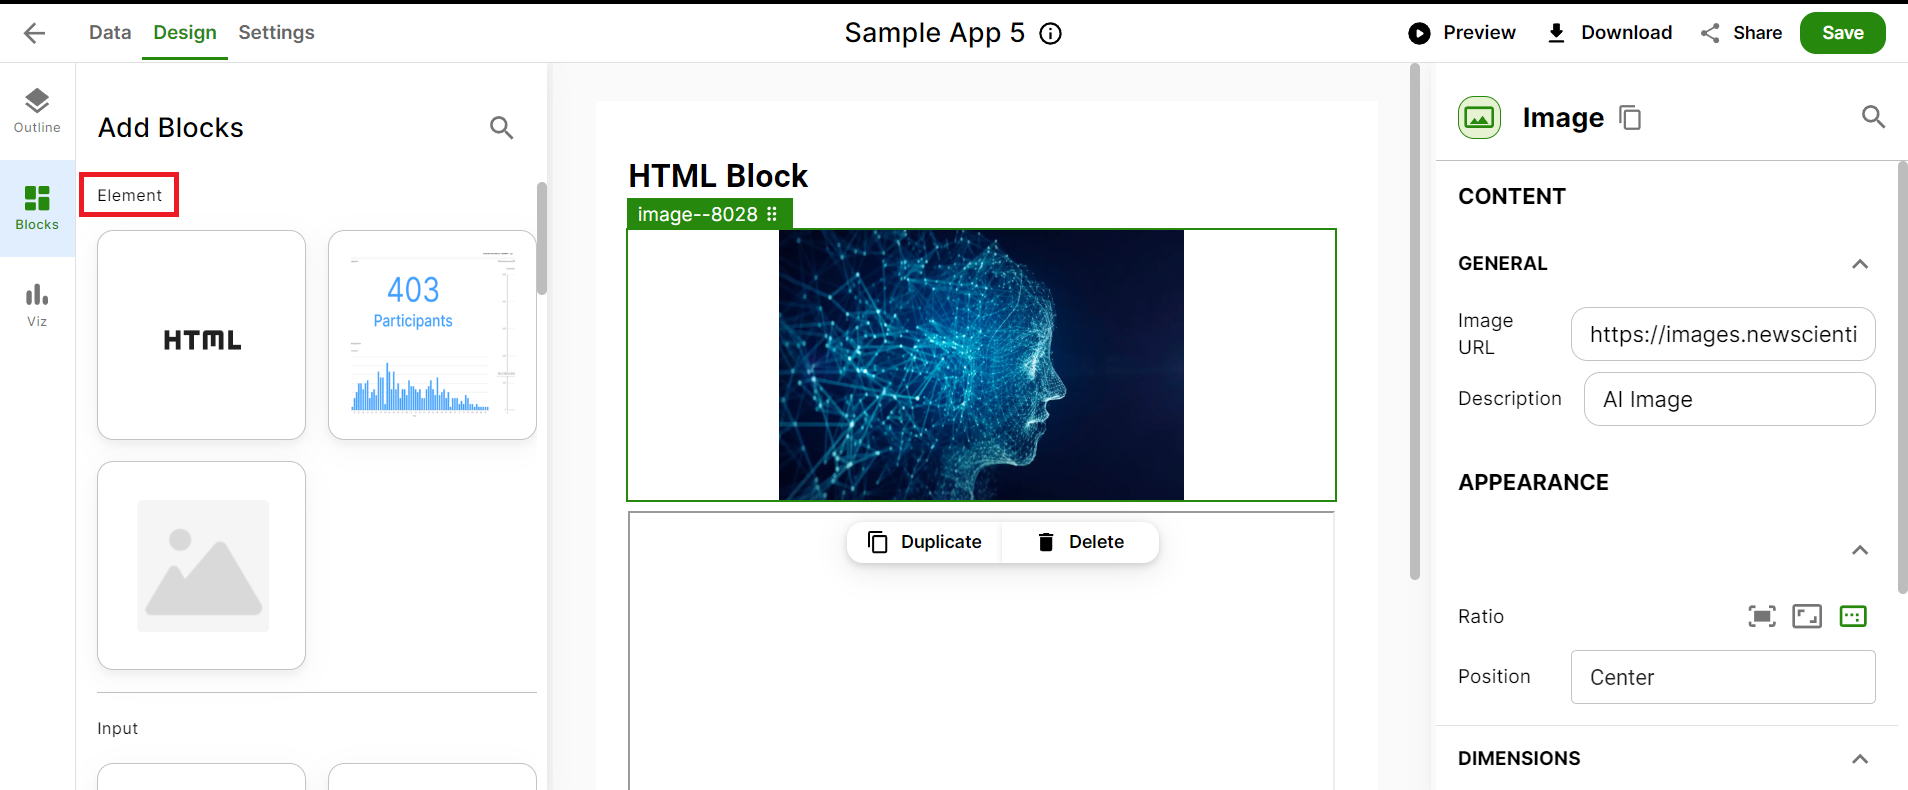 Data Design Settings
Sample App 5
Preview Download Share Save
Outline
Blocks
Viz
Add Blocks
Element
HTML
403
Participants
Input
HTML Block
image--8028
Duplicate Delete
Image
CONTENT
GENERAL
Image
URL
https://images.newscienti
Description
AI Image
APPEARANCE
Ratio
Position
Center
DIMENSIONS